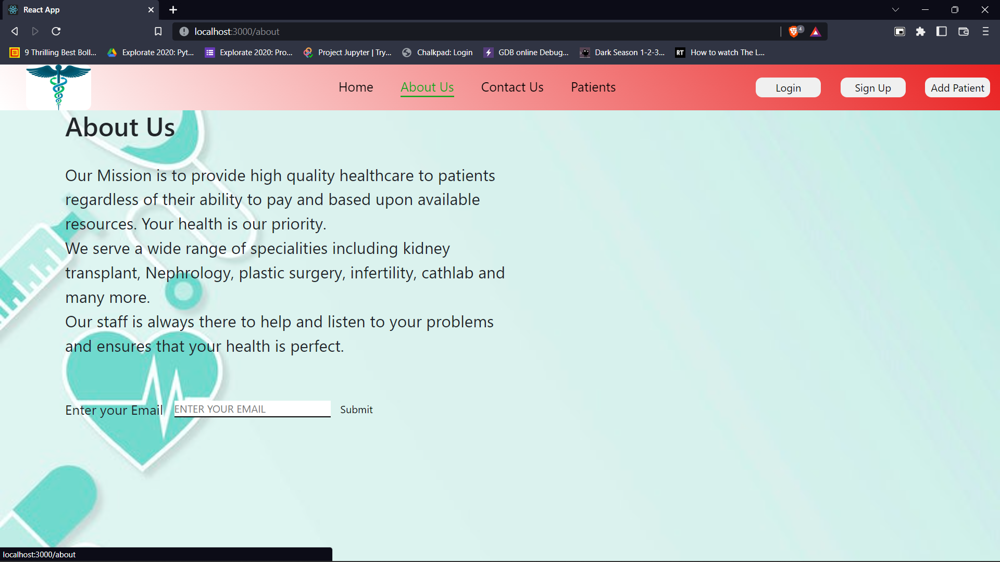 React App
localhost:3000/about
4
9 Thrilling Best Boll...
Explorate 2020: Pyt...
Explorate 2020: Pro...
Project Jupyter | Try...
Chalkpad: Login
GDB online Debug...
Dark Season 1-2-3...
RT
How to watch The L...
Home
About Us
Contact Us
Patients
Login
Sign Up
Add Patient
About Us
Our Mission is to provide high quality healthcare to patients
regardless of their ability to pay and based upon available
resources. Your health is our priority.
We serve a wide range of specialities including kidney
transplant, Nephrology, plastic surgery, infertility, cathlab and
many more.
Our staff is always there to help and listen to your problems
and ensures that your health is perfect.
Enter your Email
ENTER YOUR EMAIL
Submit
localhost:3000/about